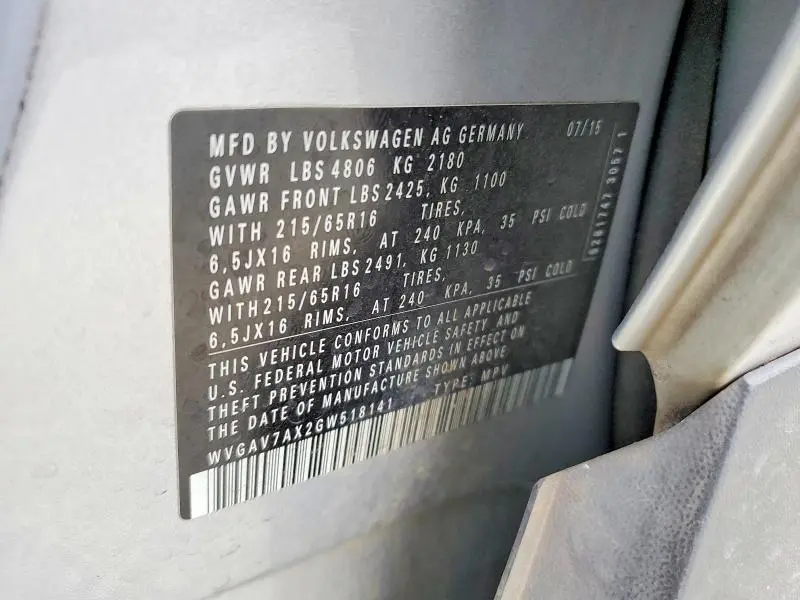 MFD BY VOLKSWAGEN AG GERMANY 07/15
GVWR LBS 4806 KG 2180
GAWR FRONT LBS 2425, KG 1100
WITH 215/65R16 TIRES,
6,5JX16 RIMS, AT 240 KPA, 35 PSI COLD
GAWR REAR LBS 2491, KG 1130
WITH 215/65R16 TIRES,
6,5JX16 RIMS, AT 240 KPA, 35 PSI COLD
THIS VEHICLE CONFORMS TO ALL APPLICABLE
U.S. FEDERAL MOTOR VEHICLE SAFETY AND
THEFT PREVENTION STANDARDS IN EFFECT ON
THE DATE OF MANUFACTURE SHOWN ABOVE
WVGAV7AX2GW518141 TYPE: MPV